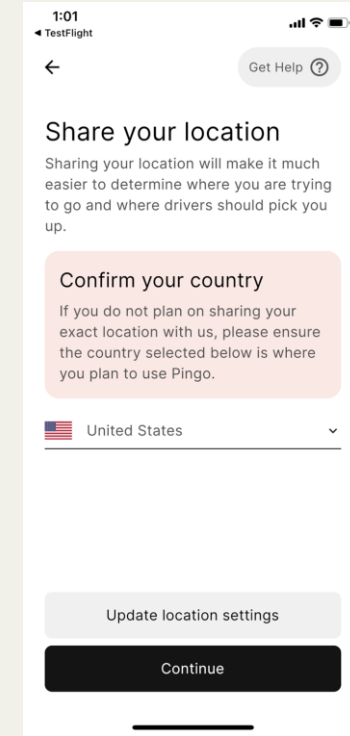 1:01
◀ TestFlight
Get Help ?
Share your location
Sharing your location will make it much
easier to determine where you are trying
to go and where drivers should pick you
up.
Confirm your country
If you do not plan on sharing your
exact location with us, please ensure
the country selected below is where
you plan to use Pingo.
United States
Update location settings
Continue